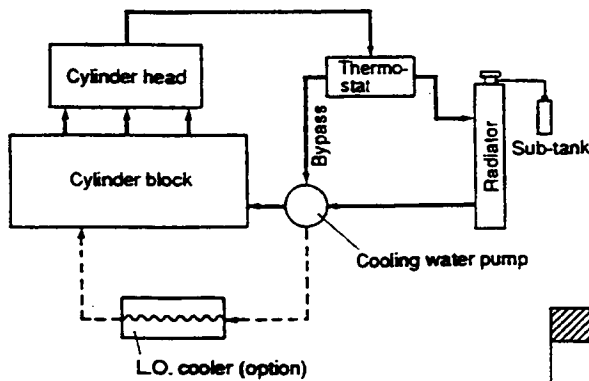 Cylinder head
Thermo-
stat
Bypass
Radiator
Sub-tank
Cylinder block
Cooling water pump
L.O. cooler (option)